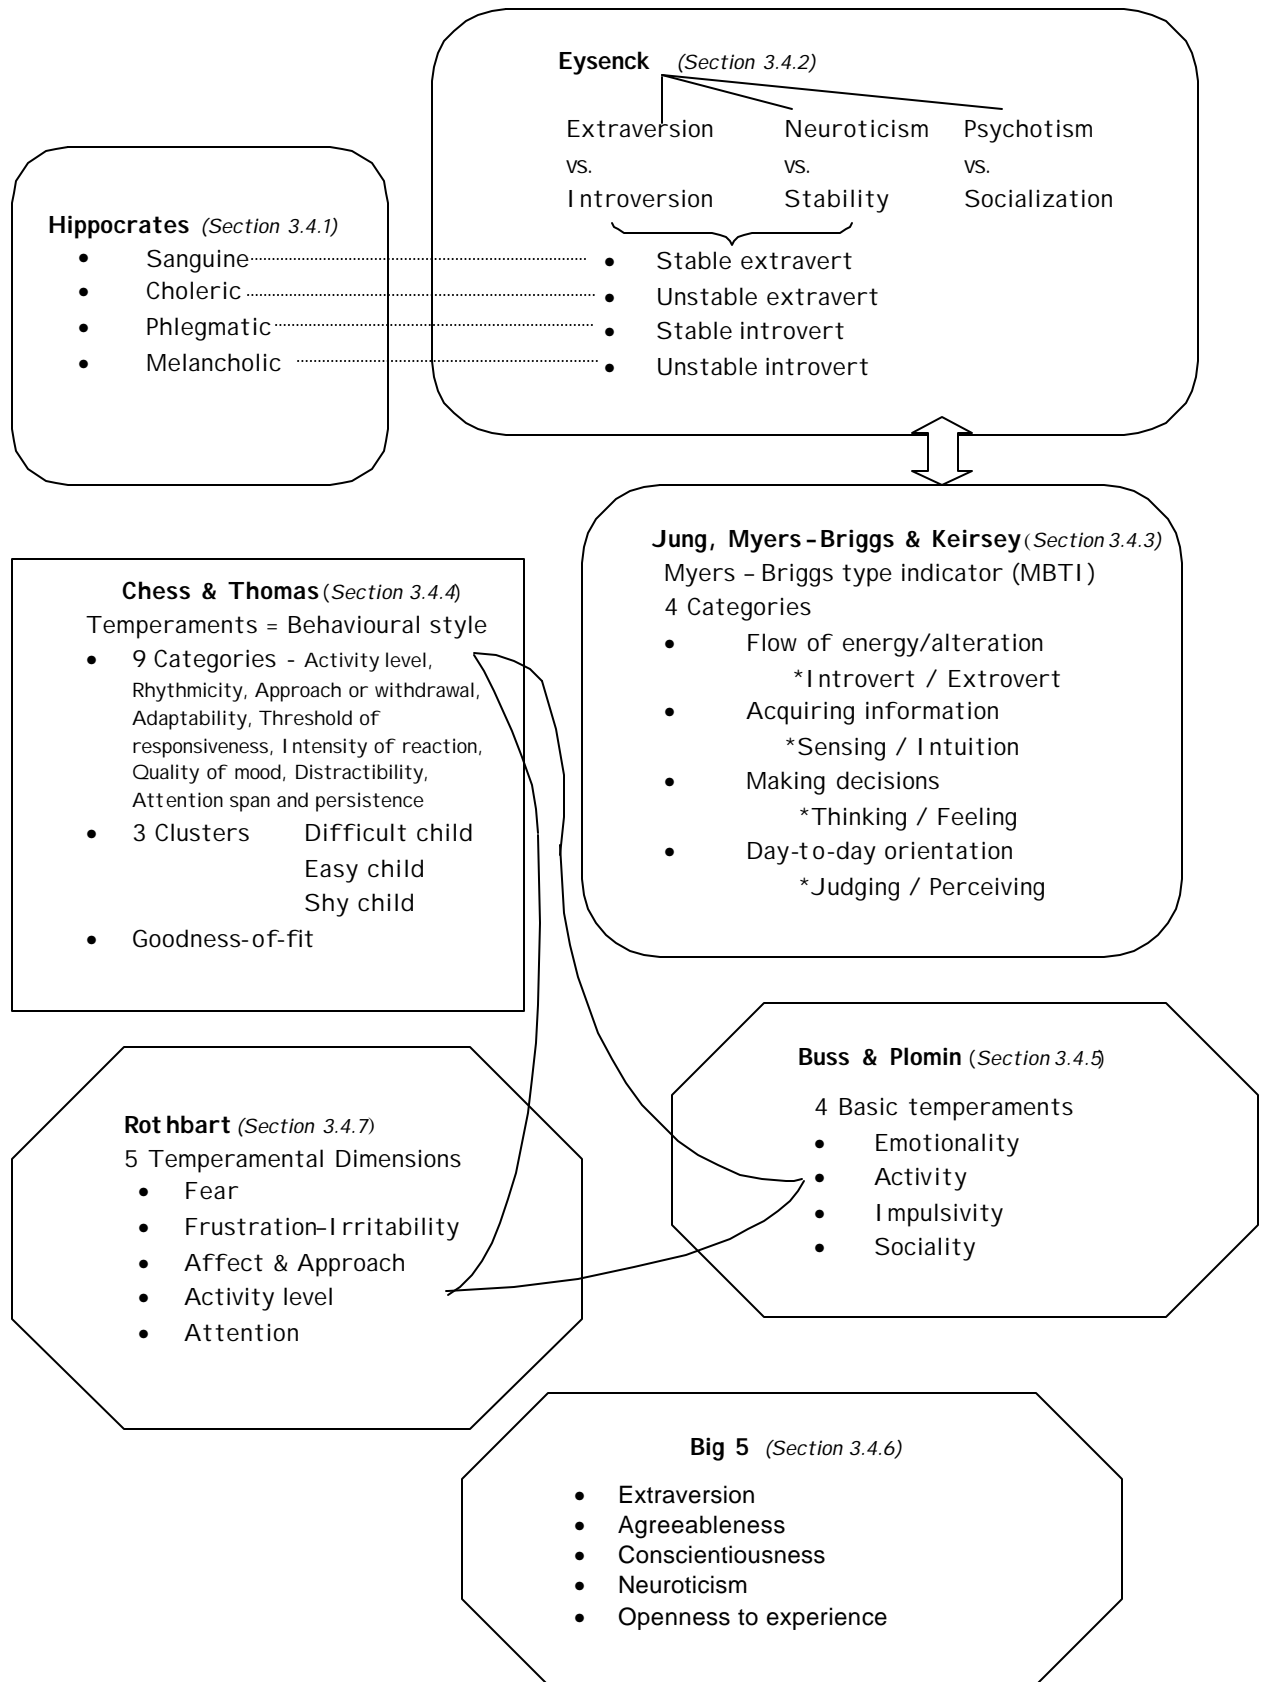 Eysenck (Section 3.4.2)
Extraversion Neuroticism Psychotism
vs. vs. vs.
Introversion Stability Socialization
• Stable extravert
• Unstable extravert
• Stable introvert
• Unstable introvert
Hippocrates (Section 3.4.1)
• Sanguine
• Choleric
• Phlegmatic
• Melancholic
Jung, Myers–Briggs & Keirsey (Section 3.4.3)
Myers – Briggs type indicator (MBTI)
4 Categories
• Flow of energy/alteration
*Introvert / Extrovert
• Acquiring information
*Sensing / Intuition
• Making decisions
*Thinking / Feeling
• Day-to-day orientation
*Judging / Perceiving
Chess & Thomas (Section 3.4.4)
Temperaments = Behavioural style
• 9 Categories - Activity level,
Rhythmicity, Approach or withdrawal,
Adaptability, Threshold of
responsiveness, Intensity of reaction,
Quality of mood, Distractibility,
Attention span and persistence
• 3 Clusters Difficult child
Easy child
Shy child
• Goodness-of-fit
Buss & Plomin (Section 3.4.5)
4 Basic temperaments
• Emotionality
• Activity
• Impulsivity
• Sociality
Rothbart (Section 3.4.7)
5 Temperamental Dimensions
• Fear
• Frustration–Irritability
• Affect & Approach
• Activity level
• Attention
Big 5 (Section 3.4.6)
• Extraversion
• Agreeableness
• Conscientiousness
• Neuroticism
• Openness to experience